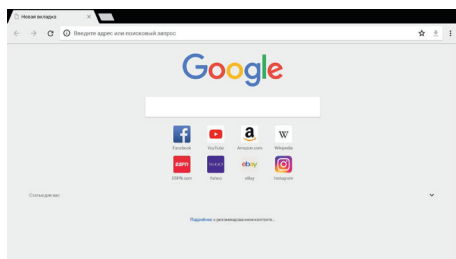 Новая вкладка
Введите адрес или поисковый запрос
Google
Facebook YouTube Amazon.com Wikipedia
ESPN.com Yahoo eBay Instagram
Статьи для вас
Подробнее о рекомендованном контенте…